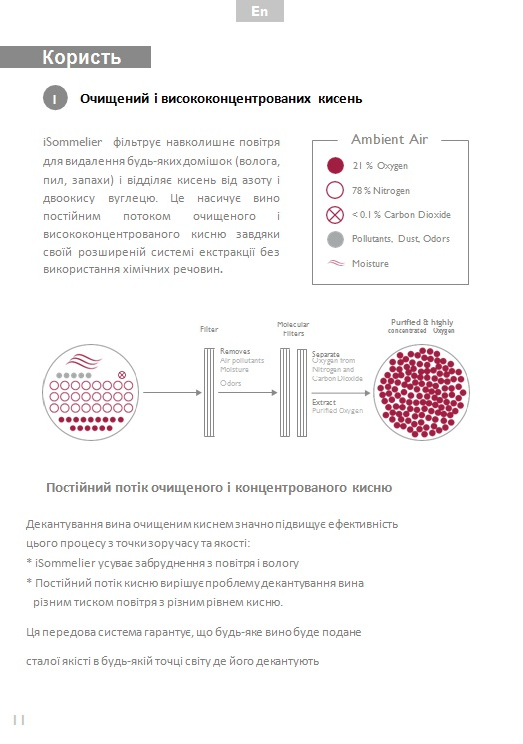 En
Користь
I
Очищений і висококонцентрованих кисень
iSommelier фільтрує навколишнє повітря
для видалення будь-яких домішок (волога,
пил, запахи) і відділяє кисень від азоту і
двоокису вуглецю. Це насичує вино
постійним потоком очищеного і
висококонцентрованого кисню завдяки
своїй розширеній системі екстракції без
використання хімічних речовин.
Ambient Air
21 % Oxygen
78 % Nitrogen
< 0.1 % Carbon Dioxide
Pollutants, Dust, Odors
Moisture
Filter
Removes
Air pollutants
Moisture
Odors
Molecular
Filters
Separate
Oxygen from
Nitrogen and
Carbon Dioxide
Extract
Purified Oxygen
Purified & highly
concentrated Oxygen
Постійний потік очищеного і концентрованого кисню
Декантування вина очищеним киснем значно підвищує ефективність
цього процесу з точки зору часу та якості:
* iSommelier усуває забруднення з повітря і вологу
* Постійний потік кисню вирішує проблему декантування вина
різним тиском повітря з різним рівнем кисню.
Ця передова система гарантує, що будь-яке вино буде подане
сталої якісті в будь-якій точці світу де його декантують
11